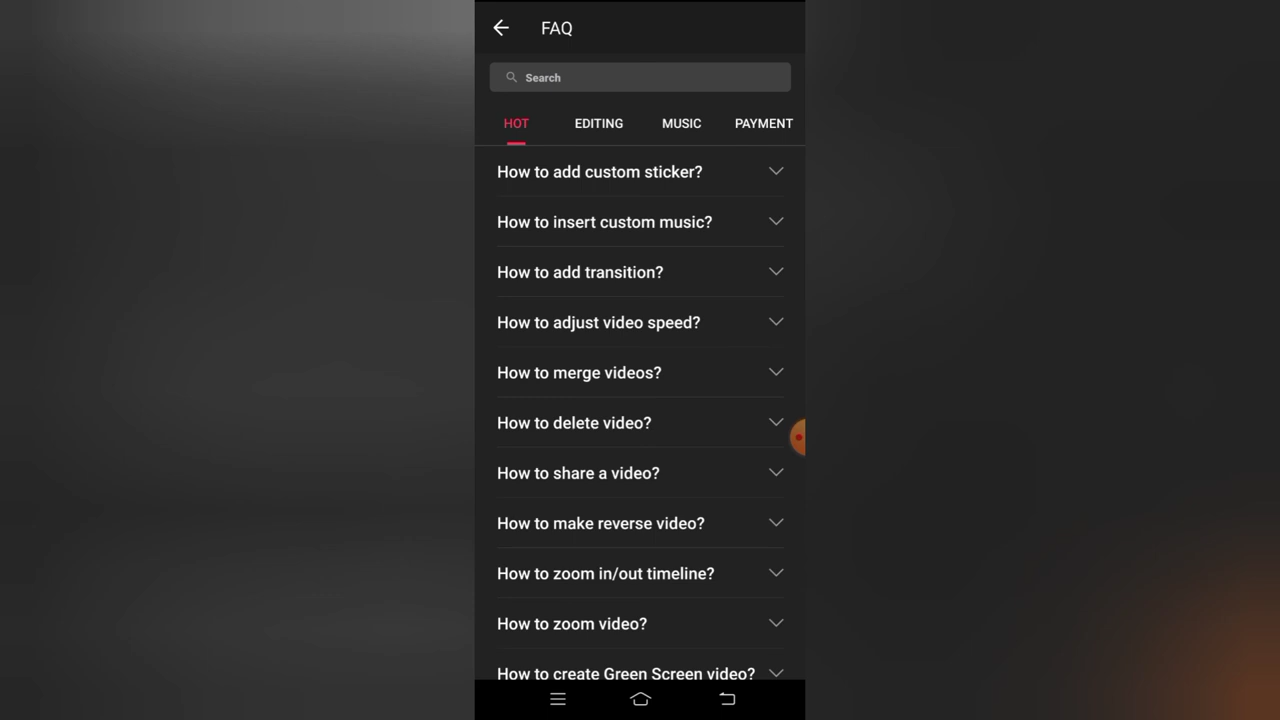 FAQ
Search
HOT EDITING MUSIC PAYMENT
How to add custom sticker?
How to insert custom music?
How to add transition?
How to adjust video speed?
How to merge videos?
How to delete video?
How to share a video?
How to make reverse video?
How to zoom in/out timeline?
How to zoom video?
How to create Green Screen video?